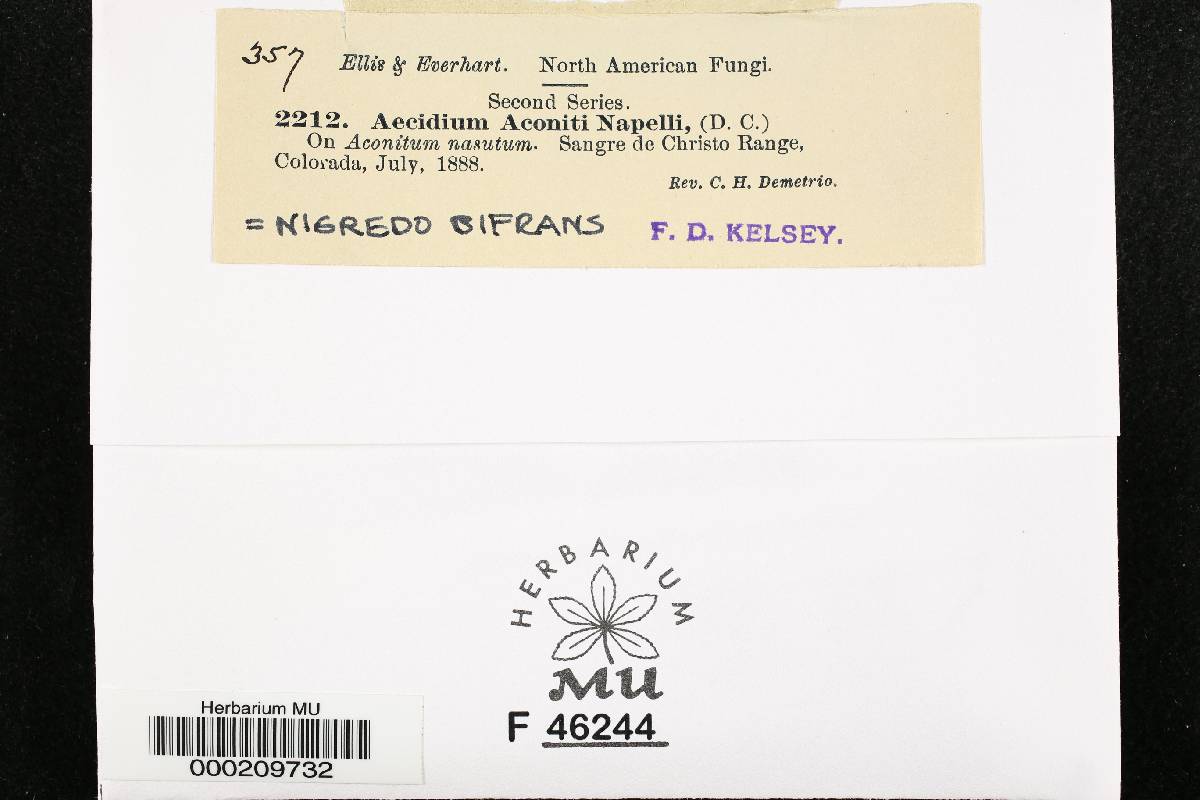 357
Ellis & Everhart. North American Fungi.
Second Series.
2212. Aecidium Aconiti Napelli, (D. C.)
On Aconitum nasutum. Sangre de Christo Range,
Colorada, July, 1888.
Rev. C. H. Demetrio.
= NIGREDO BIFRANS
F. D. KELSEY.
HERBARIUM
MU
F 46244
Herbarium MU
000209732